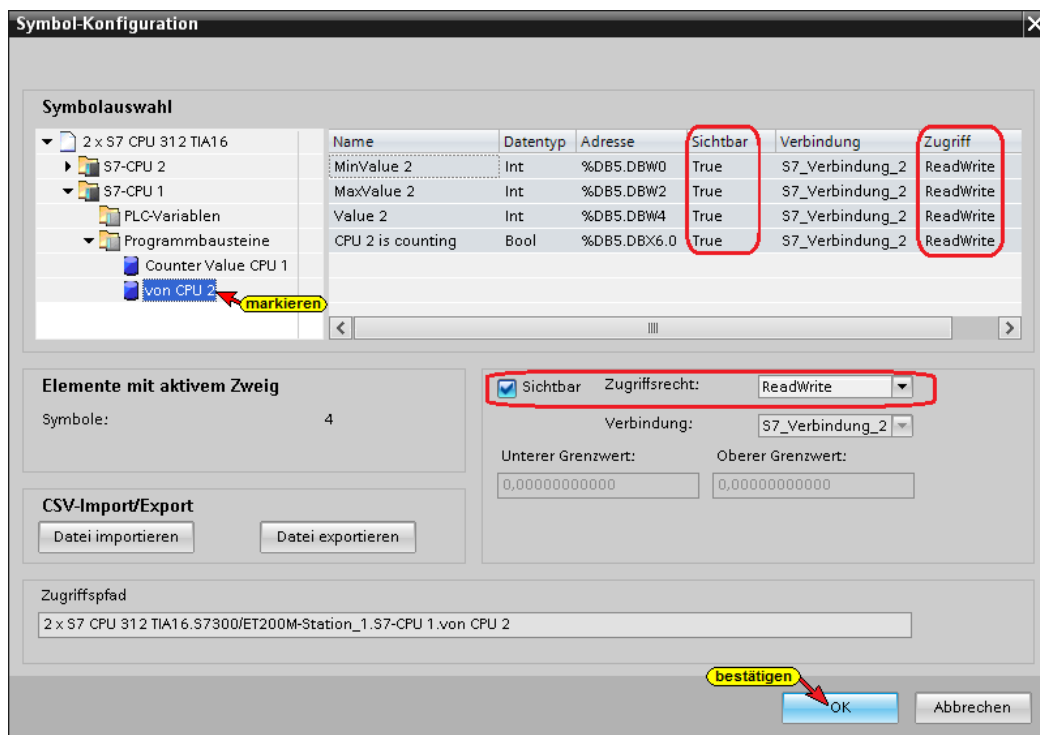 Symbol-Konfiguration
Symbolauswahl
2 x S7 CPU 312 TIA16
S7-CPU 2
S7-CPU 1
PLC-Variablen
Programmbausteine
Counter Value CPU 1
von CPU 2
markieren
Name Datentyp Adresse Sichtbar Verbindung Zugriff
MinValue 2 Int %DB5.DBW0 True S7_Verbindung_2 ReadWrite
MaxValue 2 Int %DB5.DBW2 True S7_Verbindung_2 ReadWrite
Value 2 Int %DB5.DBW4 True S7_Verbindung_2 ReadWrite
CPU 2 is counting Bool %DB5.DBX6.0 True S7_Verbindung_2 ReadWrite
Elemente mit aktivem Zweig
Symbole: 4
Sichtbar Zugriffsrecht: ReadWrite
Verbindung: S7_Verbindung_2
Unterer Grenzwert: Oberer Grenzwert:
0,00000000000 0,00000000000
CSV-Import/Export
Datei importieren Datei exportieren
Zugriffspfad
2 x S7 CPU 312 TIA16.S7300/ET200M-Station_1.S7-CPU 1.von CPU 2
bestätigen
OK Abbrechen